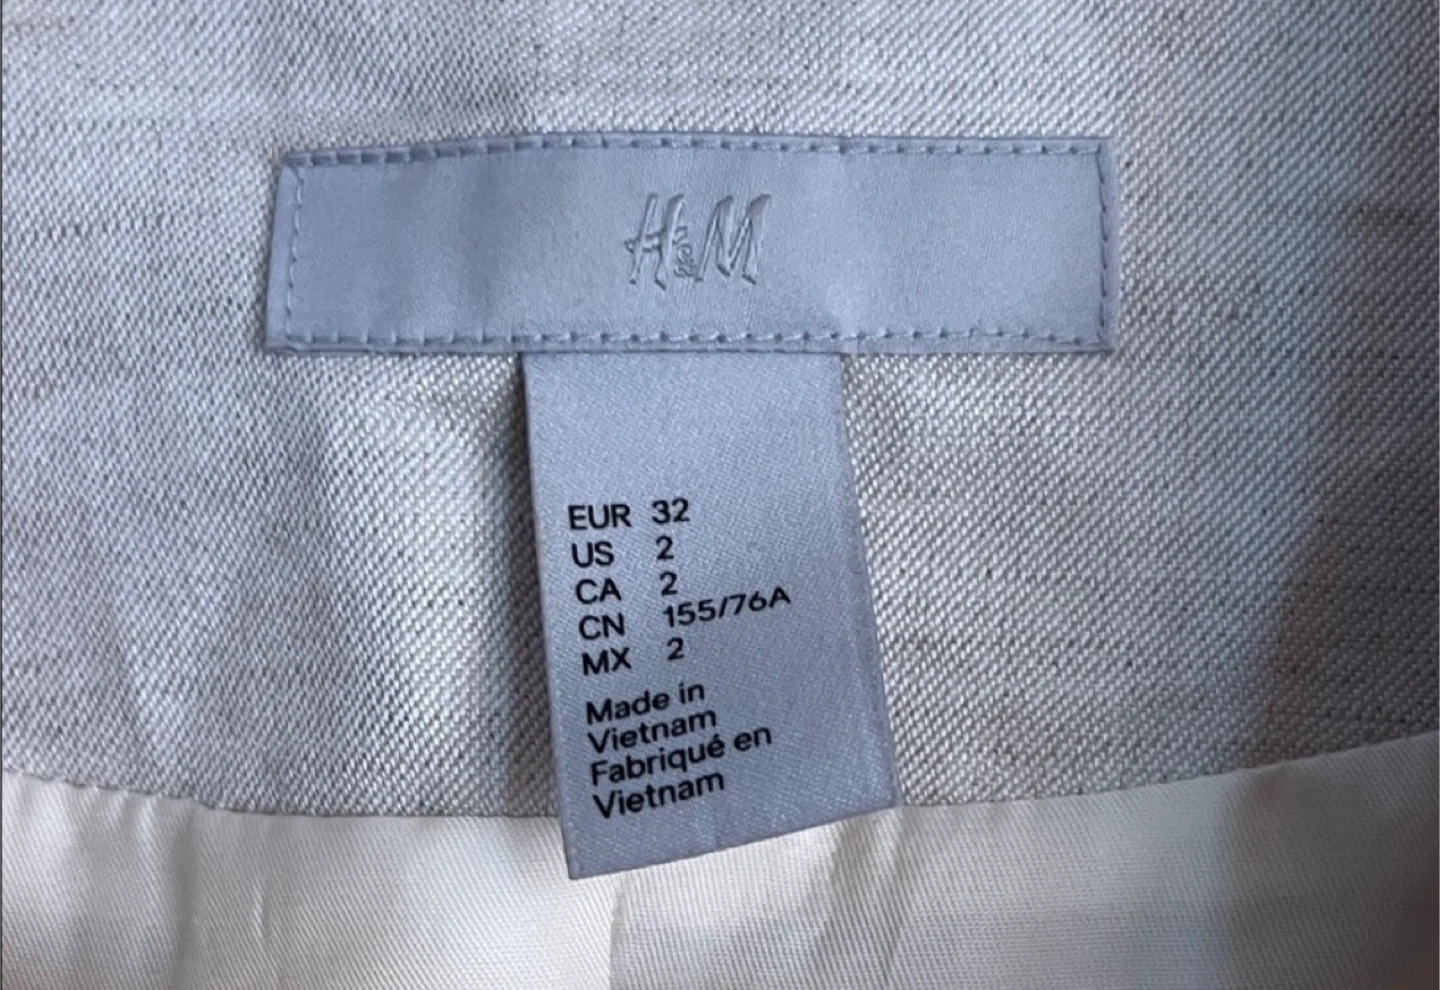 H&M
EUR 32
US 2
CA 2
CN 155/76A
MX 2
Made in
Vietnam
Fabriqué en
Vietnam